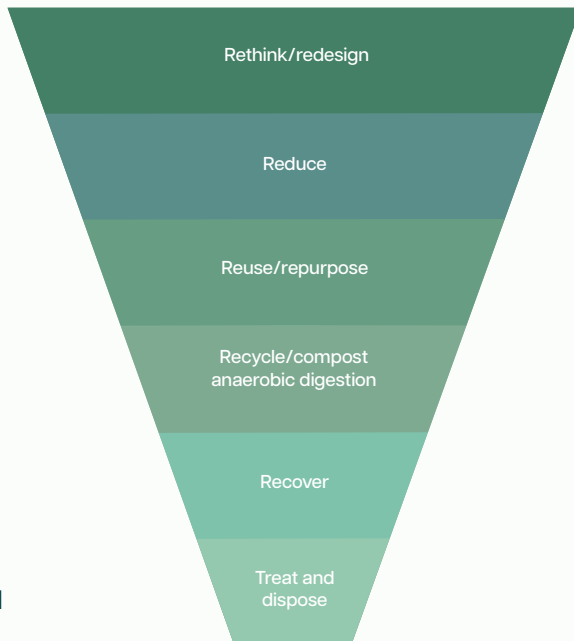 Rethink/redesign
Reduce
Reuse/repurpose
Recycle/compost
anaerobic digestion
Recover
Treat and
dispose